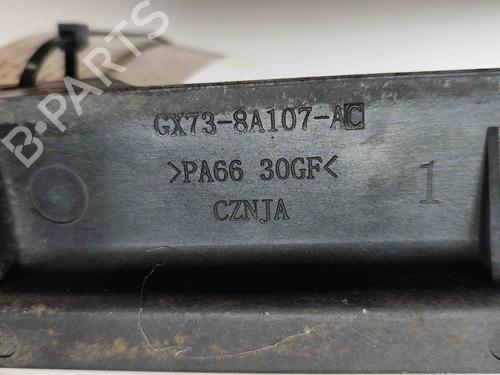 B-PARTS
GX73-8A107-AC
>PA66 30GF<
1
CZNJA